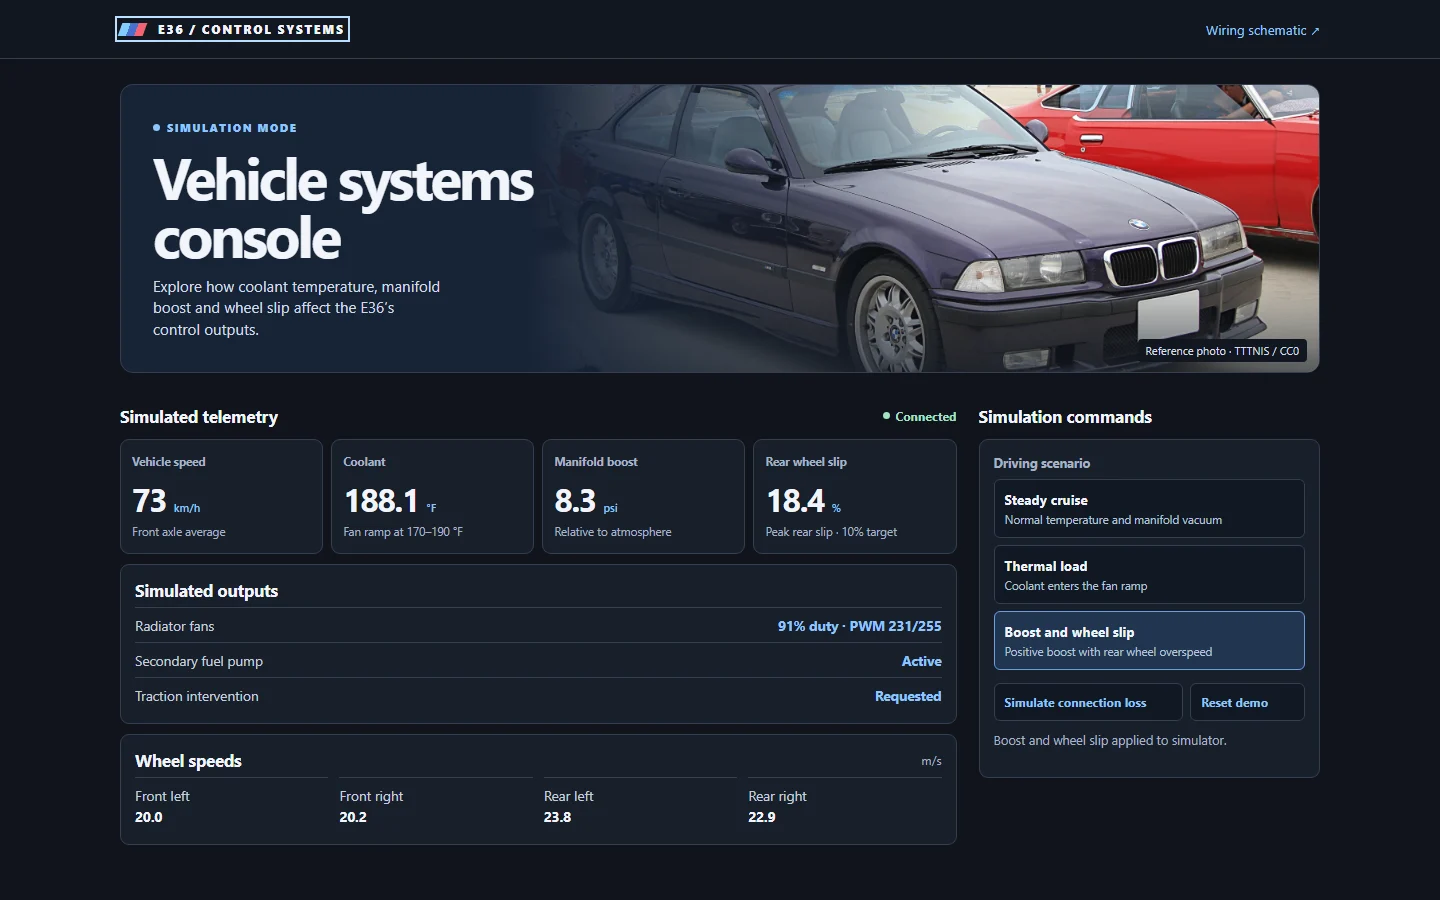 E36 / CONTROL SYSTEMS
Wiring schematic ↗
SIMULATION MODE
Vehicle systems
console
Explore how coolant temperature, manifold
boost and wheel slip affect the E36's
control outputs.
Reference photo · TTTNIS / CC0
Simulated telemetry
Connected
Vehicle speed
73 km/h
Front axle average
Coolant
188.1 °F
Fan ramp at 170–190 °F
Manifold boost
8.3 psi
Relative to atmosphere
Rear wheel slip
18.4 %
Peak rear slip · 10% target
Simulated outputs
Radiator fans
91% duty · PWM 231/255
Secondary fuel pump
Active
Traction intervention
Requested
Wheel speeds
m/s
Front left
20.0
Front right
20.2
Rear left
23.8
Rear right
22.9
Simulation commands
Driving scenario
Steady cruise
Normal temperature and manifold vacuum
Thermal load
Coolant enters the fan ramp
Boost and wheel slip
Positive boost with rear wheel overspeed
Simulate connection loss
Reset demo
Boost and wheel slip applied to simulator.